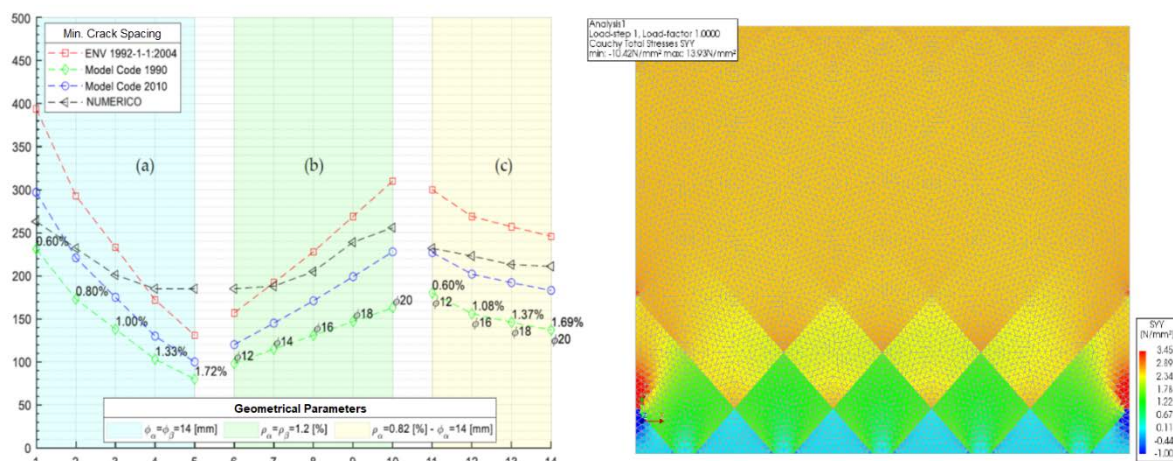 500
450
400
350
300
250
200
150
100
50
0
Min. Crack Spacing
ENV 1992-1-1:2004
Model Code 1990
Model Code 2010
NUMERICO
(a)
(b)
(c)
0.60%
0.80%
1.00%
1.33%
1.72%
ϕ12
ϕ14
ϕ16
ϕ18
ϕ20
0.60%
ϕ12
1.08%
ϕ16
1.37%
ϕ18
1.69%
ϕ20
Geometrical Parameters
ϕα=ϕβ=14 [mm]
ρα=ρβ=1.2 [%]
ρα=0.82 [%] - ϕα=14 [mm]
1 2 3 4 5 6 7 8 9 10 11 12 13 14
Analysis1
Load-step 1, Load-factor 1.0000
Cauchy Total Stresses SYY
min: -10.42N/mm² max: 13.93N/mm²
SYY
[N/mm²]
3.45
2.89
2.34
1.78
1.22
0.67
0.11
-0.44
-1.00